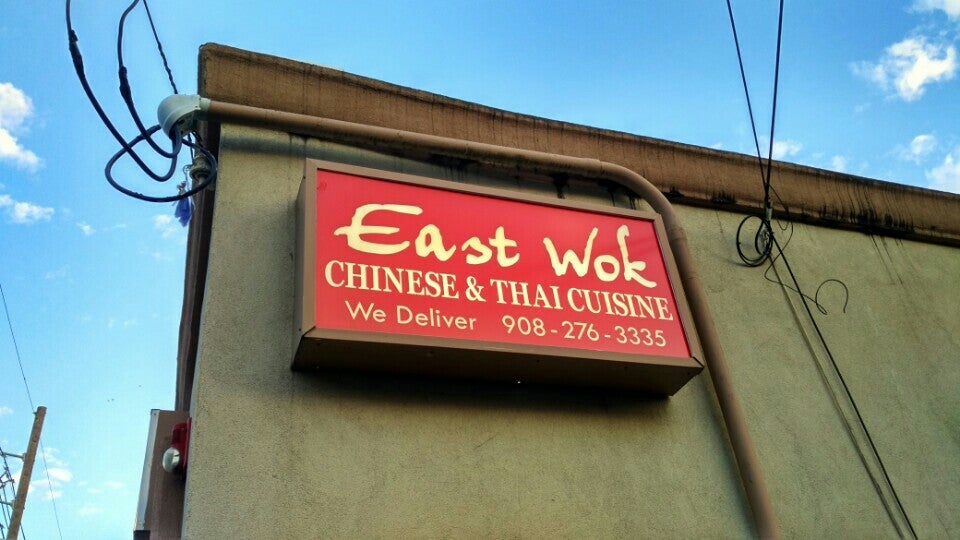 East Wok
CHINESE & THAI CUISINE
We Deliver 908-276-3335